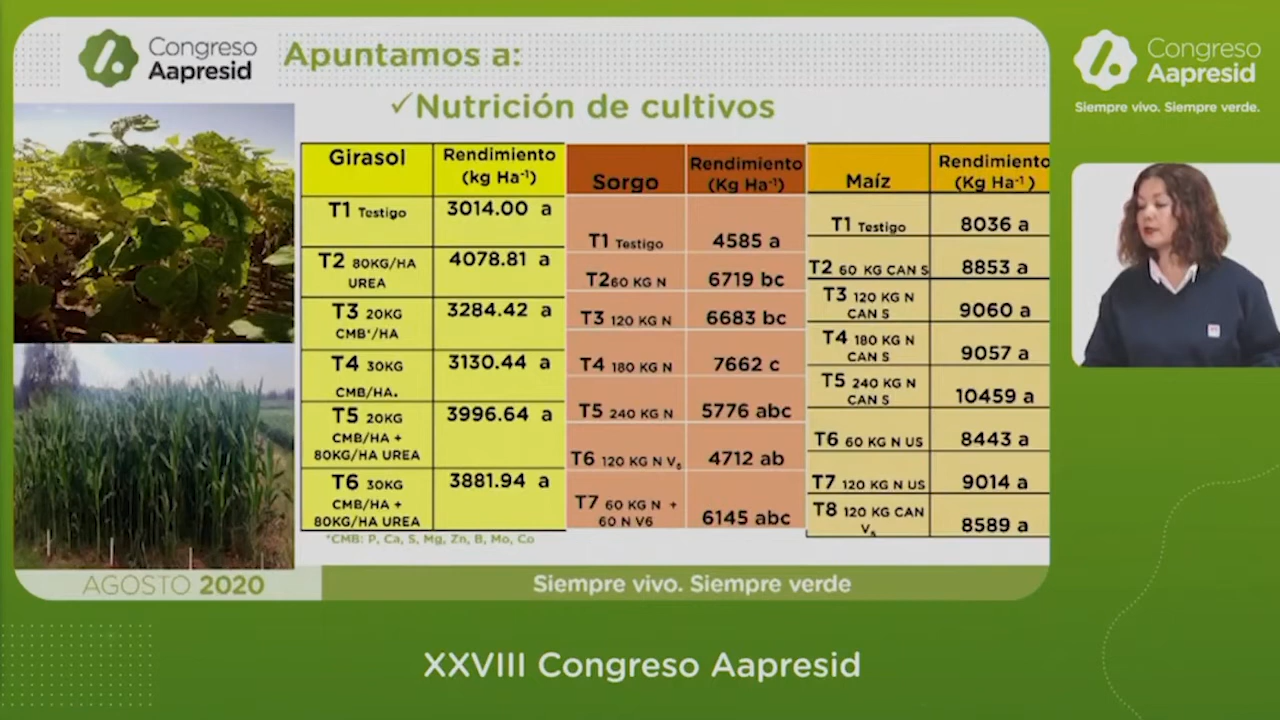 Congreso
Aapresid
Apuntamos a:
✓Nutrición de cultivos
Girasol
Rendimiento
(kg Ha⁻¹)
T1 Testigo
3014.00 a
T2 80KG/HA
UREA
4078.81 a
T3 20KG
CMB*/HA
3284.42 a
T4 30KG
CMB/HA.
3130.44 a
T5 20KG
CMB/HA +
80KG/HA UREA
3996.64 a
T6 30KG
CMB/HA +
80KG/HA UREA
3881.94 a
*CMB: P, Ca, S, Mg, Zn, B, Mo, Co
Sorgo
Rendimiento
(Kg Ha⁻¹)
T1 Testigo
4585 a
T260 KG N
6719 bc
T3 120 KG N
6683 bc
T4 180 KG N
7662 c
T5 240 KG N
5776 abc
T6 120 KG N V₆
4712 ab
T7 60 KG N +
60 N V6
6145 abc
Maíz
Rendimiento
(Kg Ha⁻¹ )
T1 Testigo
8036 a
T2 60 KG CAN S
8853 a
T3 120 KG N
CAN S
9060 a
T4 180 KG N
CAN S
9057 a
T5 240 KG N
CAN S
10459 a
T6 60 KG N US
8443 a
T7 120 KG N US
9014 a
T8 120 KG CAN
V₆
8589 a
AGOSTO 2020
Siempre vivo. Siempre verde
Congreso
Aapresid
Siempre vivo. Siempre verde.
XXVIII Congreso Aapresid